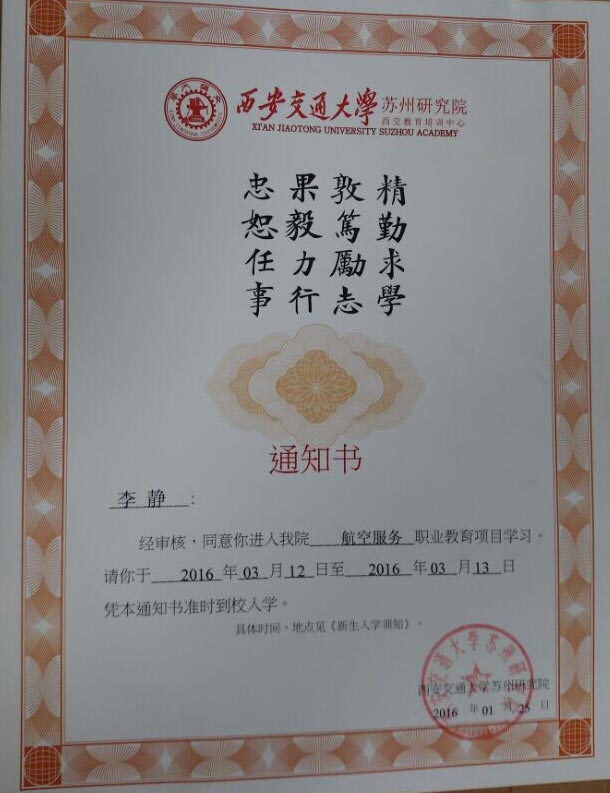 西安交通大學 苏州研究院
西交教育培训中心
XI'AN JIAOTONG UNIVERSITY SUZHOU ACADEMY
精勤求學
敦篤勵志
果毅力行
忠恕任事
通知书
李静:
经审核，同意你进入我院 航空服务 职业教育项目学习。
请你于 2016 年 03 月 12 日至 2016 年 03 月 13 日
凭本通知书准时到校入学。
具体时间、地点见《新生入学须知》。
西安交通大学苏州研究院
2016 年 01 月 25 日